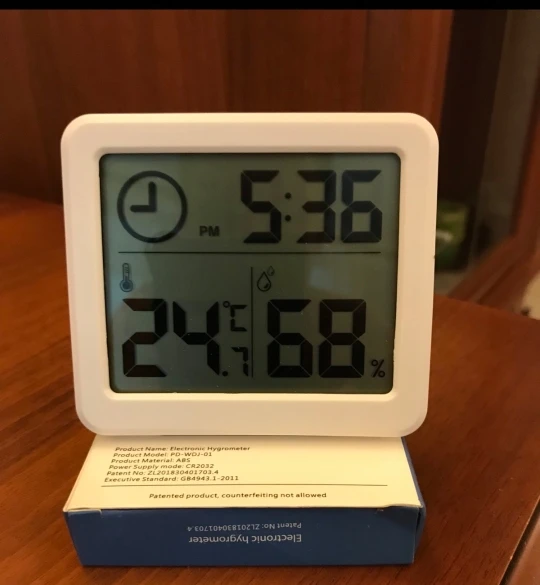 PM 5:36
24.7 °C 68 %
Product Name: Electronic Hygrometer
Product Model: PD-WDJ-01
Product Material: ABS
Power Supply mode: CR2032
Patent No: ZL201830401703.4
Executive Standard: GB4943.1-2011
Patented product, counterfeiting not allowed
Patent No: ZL201830401703.4
Electronic hygrometer